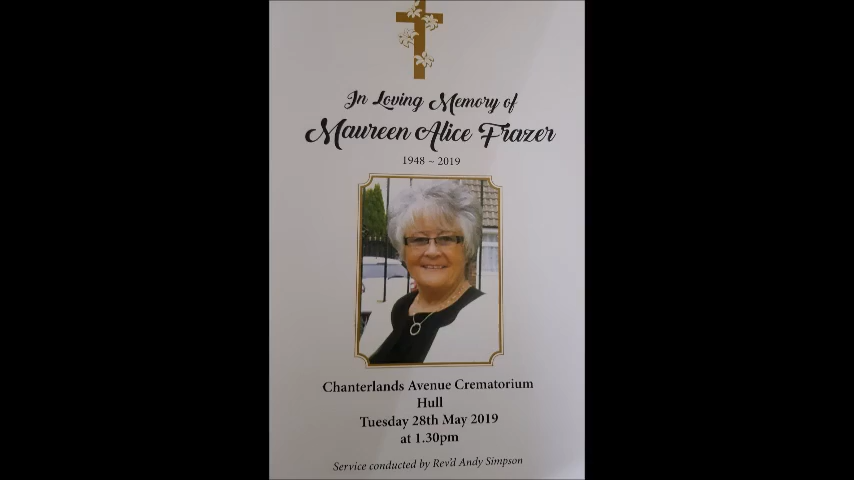 In Loving Memory of
Maureen Alice Frazer
1948 ~ 2019
Chanterlands Avenue Crematorium
Hull
Tuesday 28th May 2019
at 1.30pm
Service conducted by Rev'd Andy Simpson